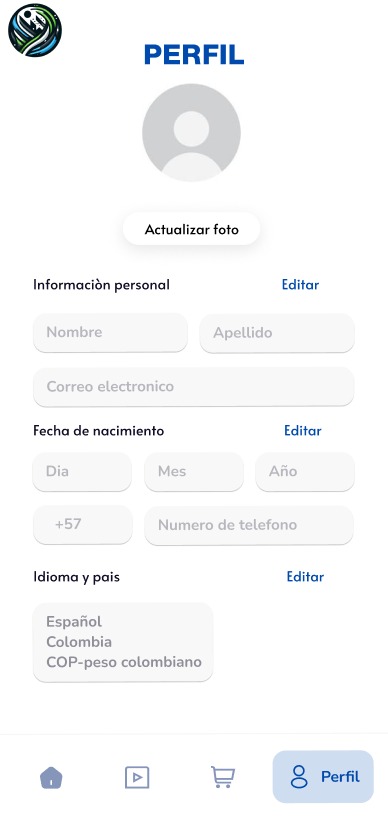 PERFIL
Actualizar foto
Informaciòn personal Editar
Nombre Apellido
Correo electronico
Fecha de nacimiento Editar
Dia Mes Año
+57 Numero de telefono
Idioma y pais Editar
Español
Colombia
COP-peso colombiano
Perfil